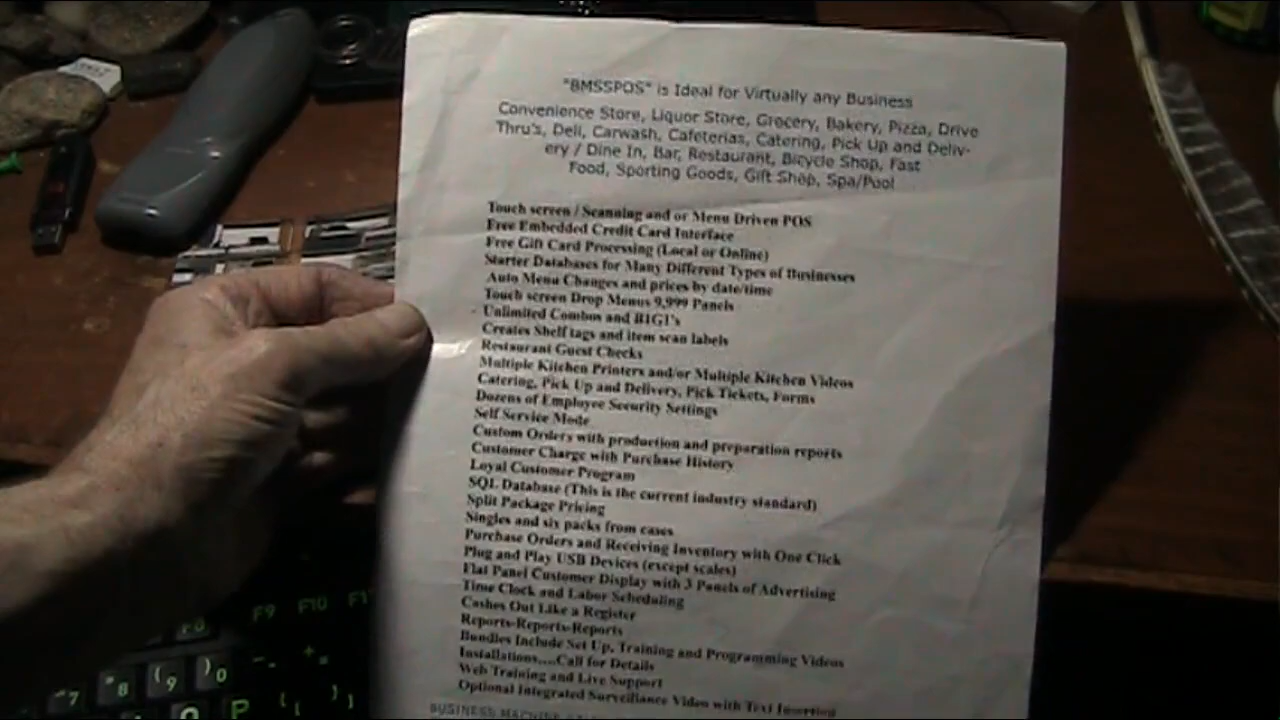 "BMSSPOS" is Ideal for Virtually any Business
Convenience Store, Liquor Store, Grocery, Bakery, Pizza, Drive
Thru's, Deli, Carwash, Cafeterias, Catering, Pick Up and Deliv-
ery / Dine In, Bar, Restaurant, Bicycle Shop, Fast
Food, Sporting Goods, Gift Shop, Spa/Pool
Touch screen / Scanning and or Menu Driven POS
Free Embedded Credit Card Interface
Free Gift Card Processing (Local or Online)
Starter Databases for Many Different Types of Businesses
Auto Menu Changes and prices by date/time
Touch screen Drop Menus 9,999 Panels
Unlimited Combos and B1G1's
Creates Shelf tags and item scan labels
Restaurant Guest Checks
Multiple Kitchen Printers and/or Multiple Kitchen Videos
Catering, Pick Up and Delivery, Pick Tickets, Forms
Dozens of Employee Security Settings
Self Service Mode
Custom Orders with production and preparation reports
Customer Charge with Purchase History
Loyal Customer Program
SQL Database (This is the current industry standard)
Split Package Pricing
Singles and six packs from cases
Purchase Orders and Receiving Inventory with One Click
Plug and Play USB Devices (except scales)
Flat Panel Customer Display with 3 Panels of Advertising
Time Clock and Labor Scheduling
Cashes Out Like a Register
Reports-Reports-Reports
Bundles Include Set Up, Training and Programming Videos
Installations....Call for Details
Web Training and Live Support
Optional Integrated Surveillance Video with Text Insertion
BUSINESS MACHINE
F8 F9 F10
7 * 8 ( 9 ) 0 - + =
P [ ]